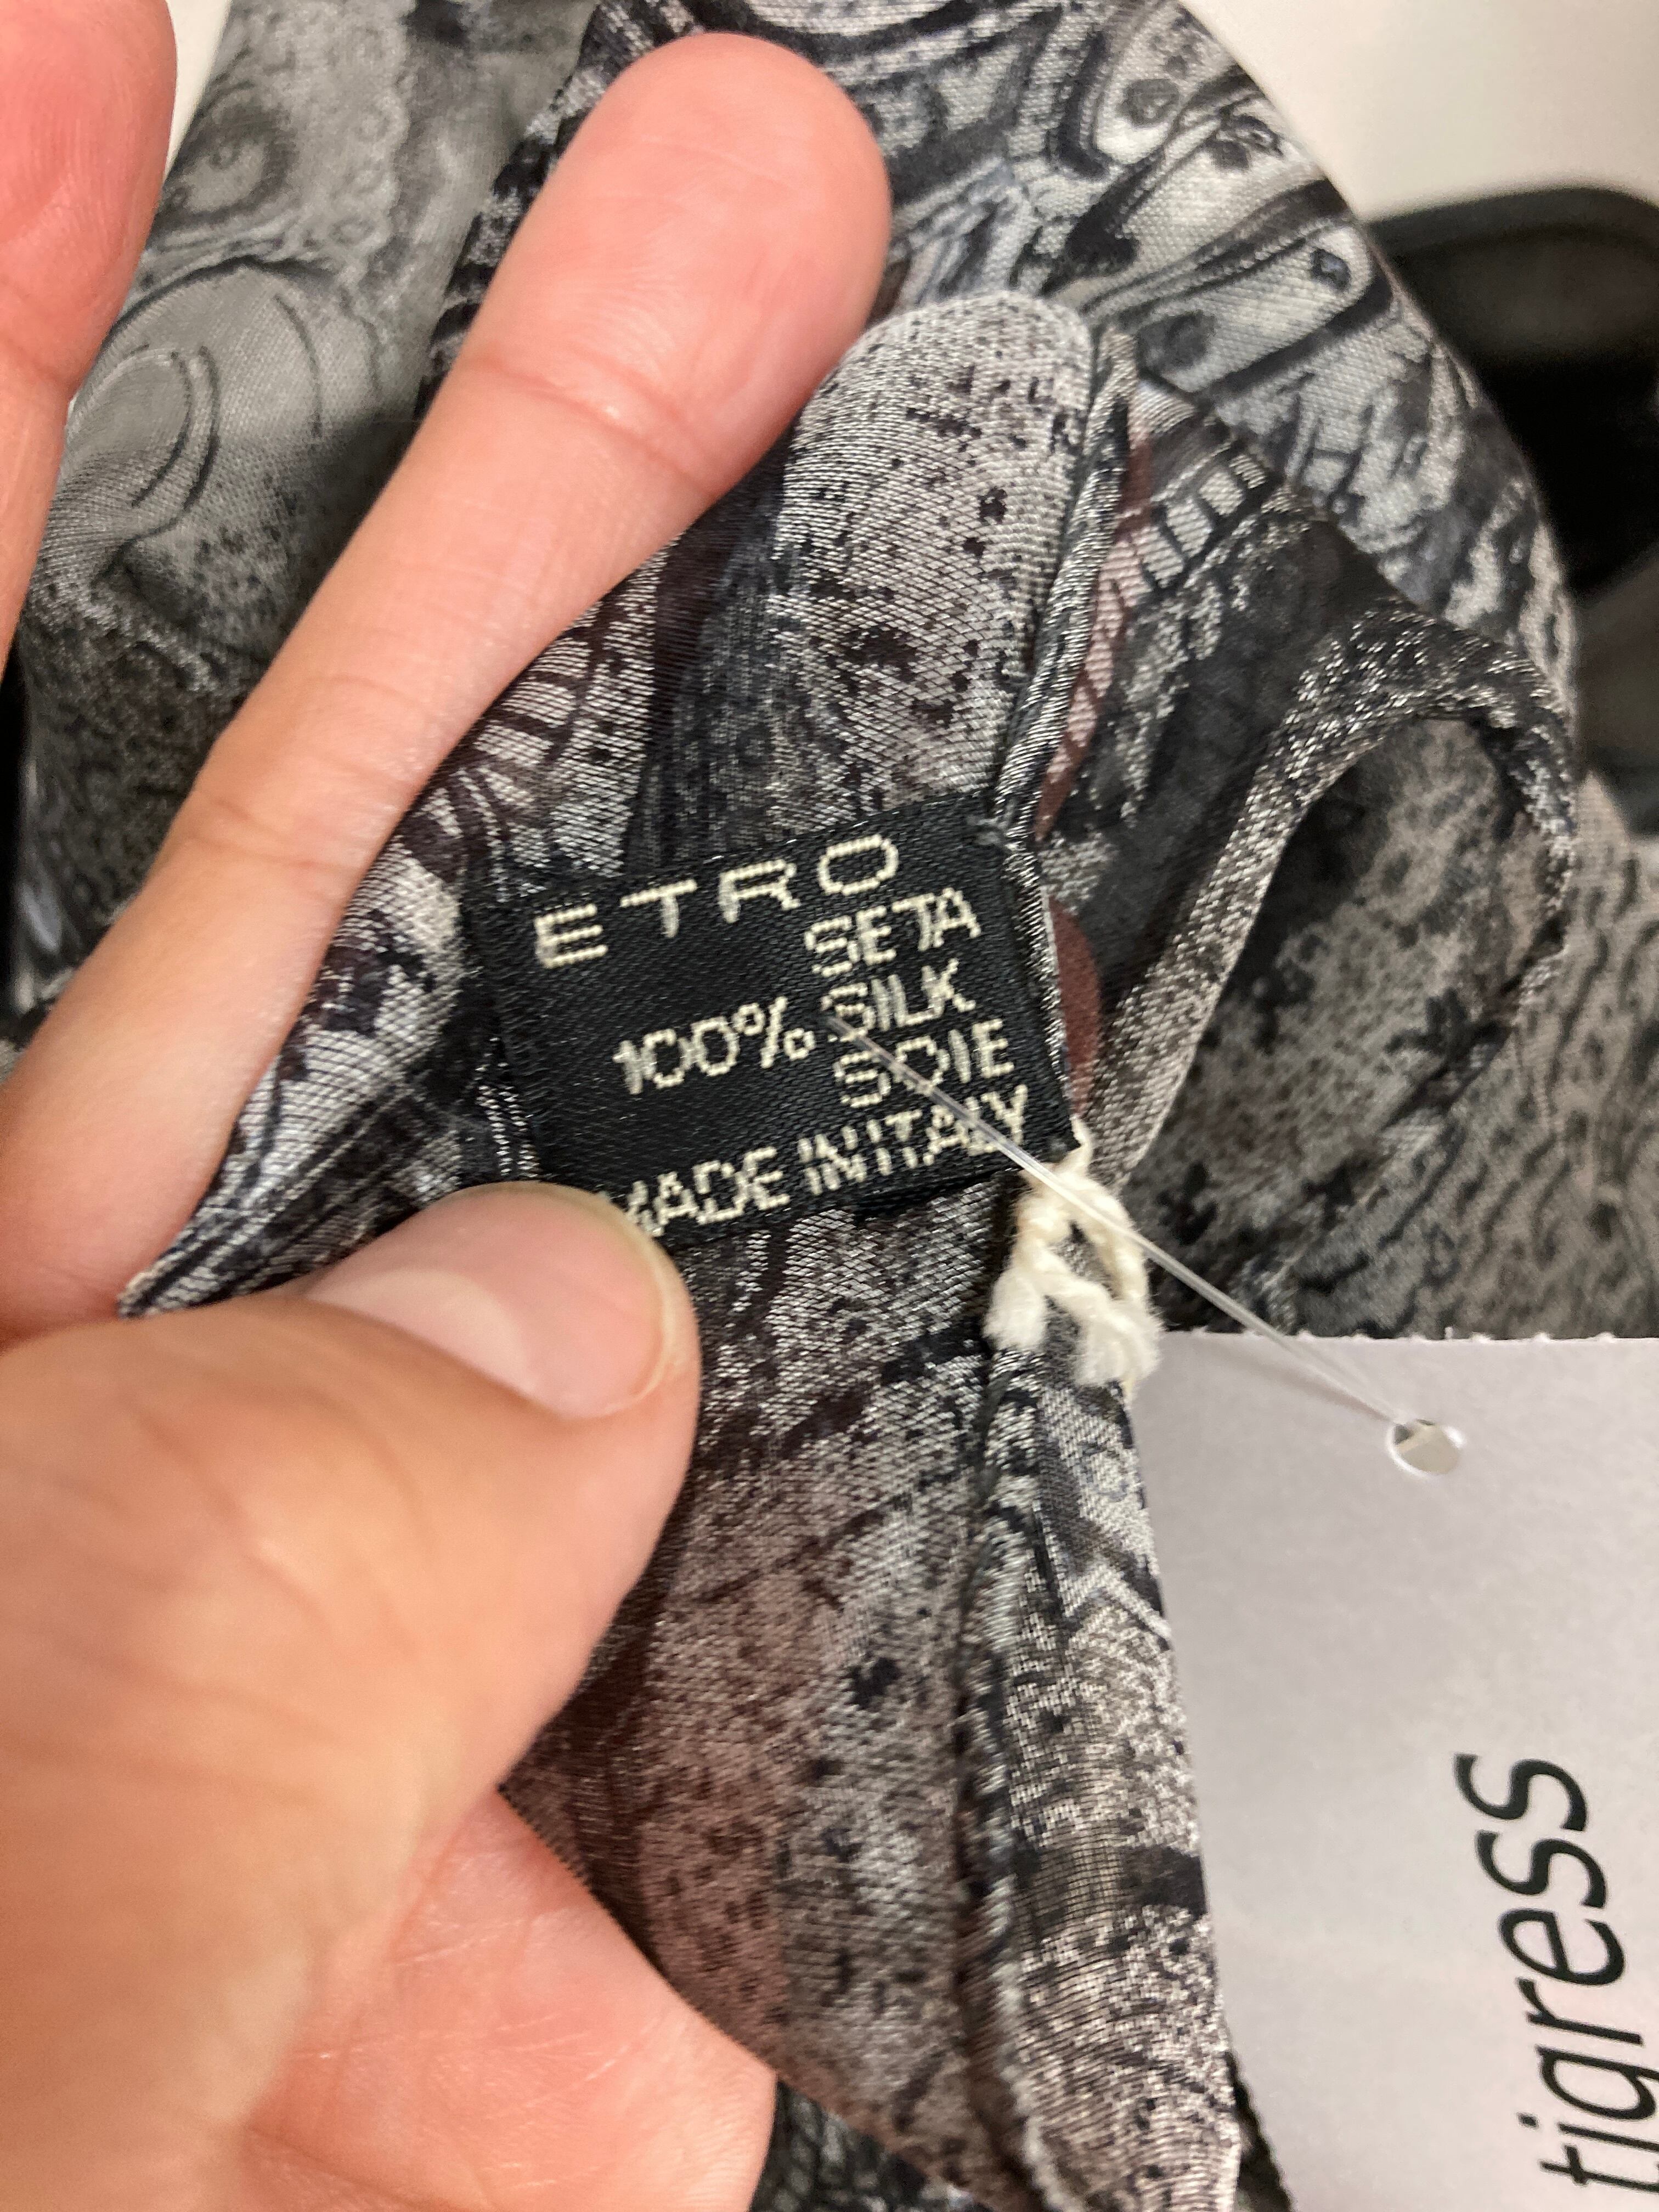 ETRO
SETA
100% SILK
SOIE
MADE IN ITALY
tigress